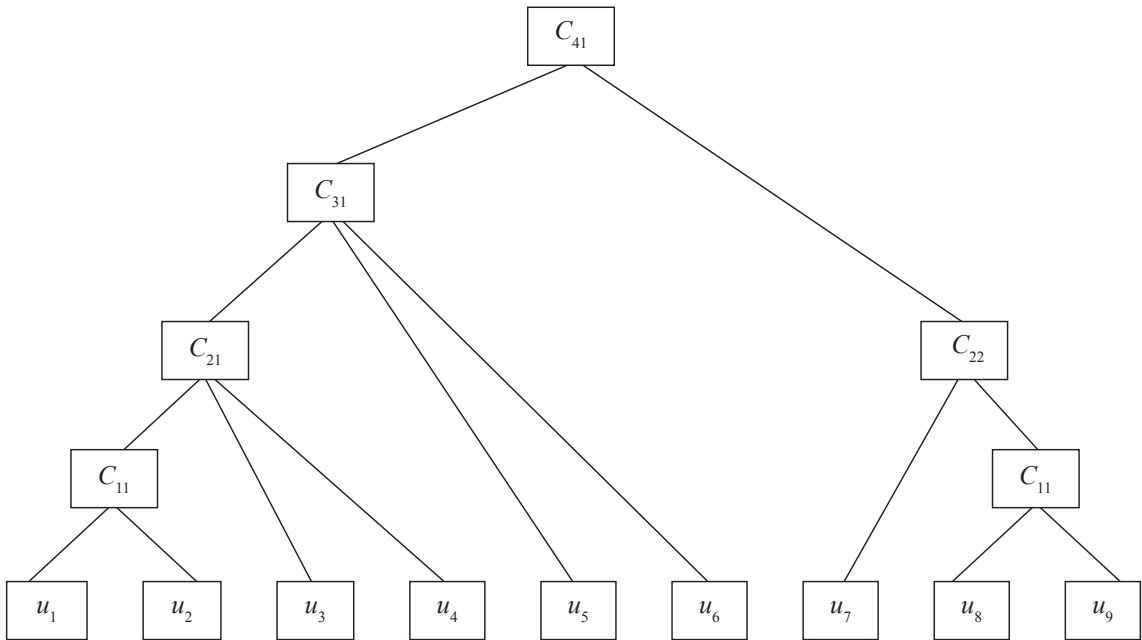 C₄₁
C₃₁
C₂₁ C₂₂
C₁₁ C₁₁
u₁ u₂ u₃ u₄ u₅ u₆ u₇ u₈ u₉